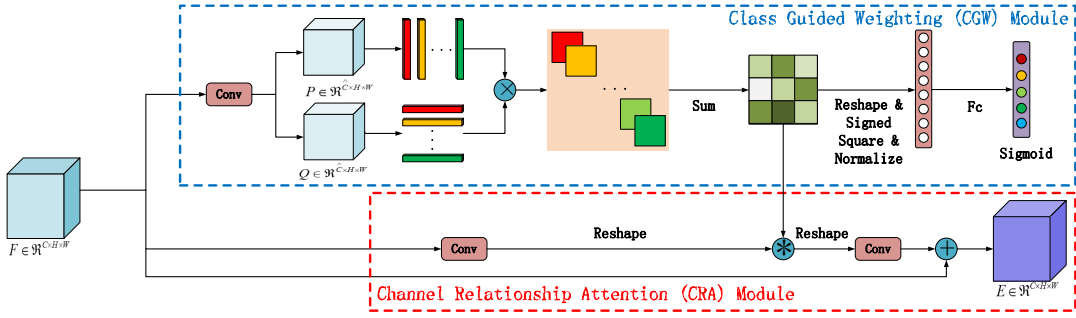 Class Guided Weighting (CGW) Module
Conv
P ∈ ℜ^{Ĉ×H×W}
Q ∈ ℜ^{Ĉ×H×W}
Sum
Reshape &
Signed
Square &
Normalize
Fc
Sigmoid
F ∈ ℜ^{C×H×W}
Conv
Reshape
Reshape
Conv
E ∈ ℜ^{C×H×W}
Channel Relationship Attention (CRA) Module